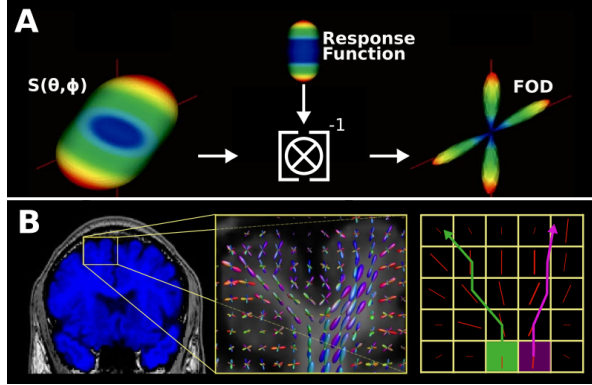 A
Response
Function
S(θ,ϕ)
FOD
-1
B